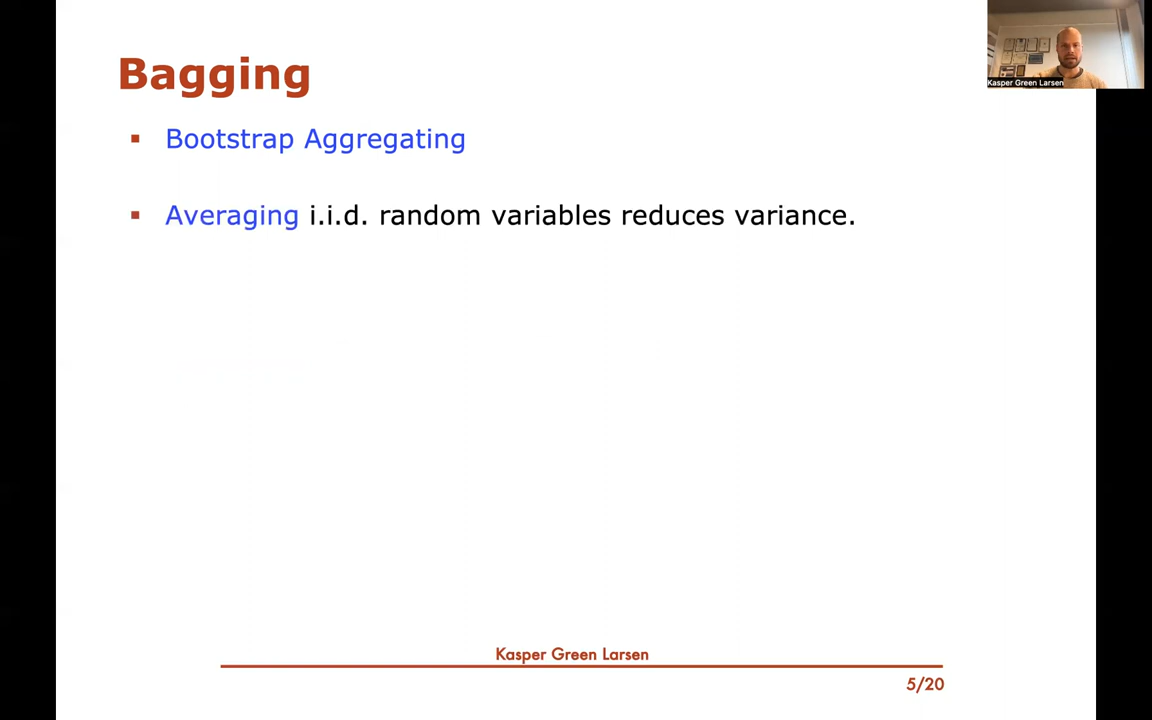 Bagging
Kasper Green Larsen
▪ Bootstrap Aggregating
▪ Averaging i.i.d. random variables reduces variance.
Kasper Green Larsen
5/20